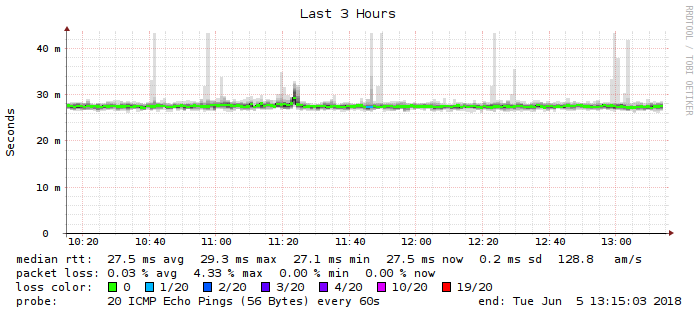 Last 3 Hours
RRDTOOL / TOBI OETIKER
Seconds
40 m
30 m
20 m
10 m
0
10:20 10:40 11:00 11:20 11:40 12:00 12:20 12:40 13:00
median rtt: 27.5 ms avg 29.3 ms max 27.1 ms min 27.5 ms now 0.2 ms sd 128.8 am/s
packet loss: 0.03 % avg 4.33 % max 0.00 % min 0.00 % now
loss color: 0 1/20 2/20 3/20 4/20 10/20 19/20
probe: 20 ICMP Echo Pings (56 Bytes) every 60s end: Tue Jun 5 13:15:03 2018